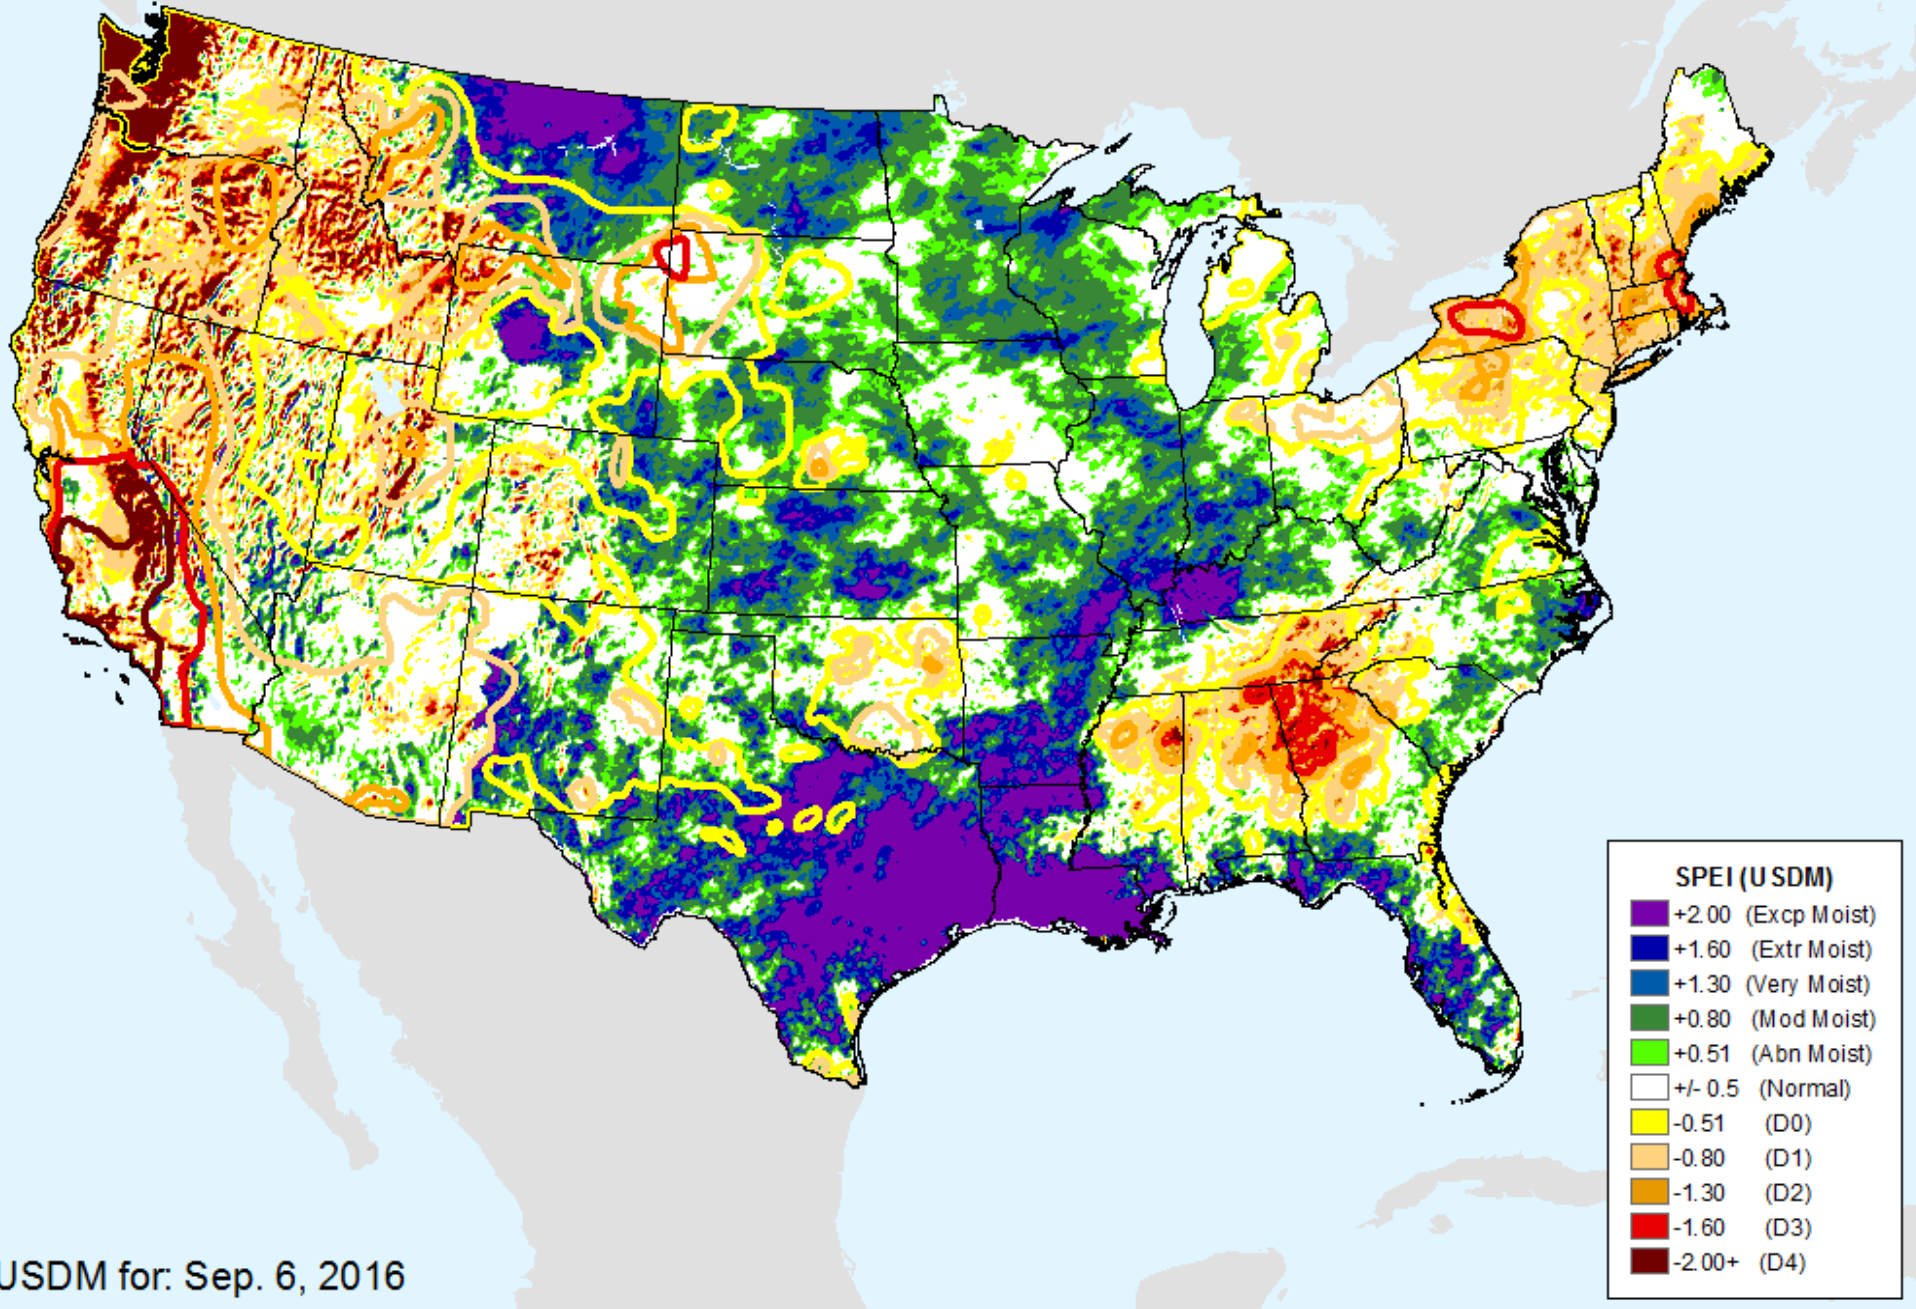 SPEI (USDM)
+2.00 (Excp Moist)
+1.60 (Extr Moist)
+1.30 (Very Moist)
+0.80 (Mod Moist)
+0.51 (Abn Moist)
+/- 0.5 (Normal)
-0.51 (D0)
-0.80 (D1)
-1.30 (D2)
-1.60 (D3)
-2.00+ (D4)
USDM for: Sep. 6, 2016